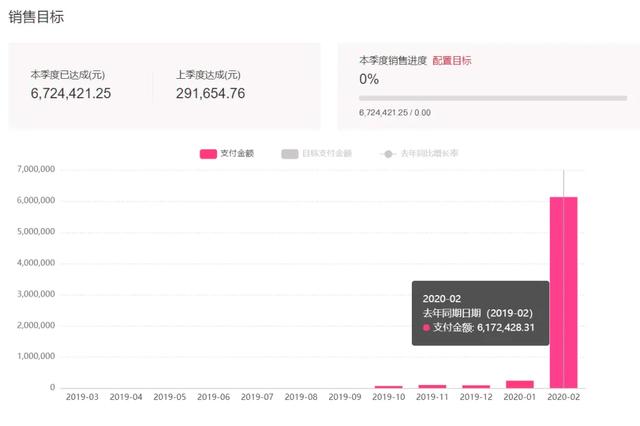 销售目标
本季度已达成(元)
6,724,421.25
上季度达成(元)
291,654.76
本季度销售进度 配置目标
0%
6,724,421.25 / 0.00
支付金额 目标支付金额 去年同比增长率
7,000,000
6,000,000
5,000,000
4,000,000
3,000,000
2,000,000
1,000,000
0
2020-02
去年同期日期（2019-02）
支付金额: 6,172,428.31
2019-03 2019-04 2019-05 2019-06 2019-07 2019-08 2019-09 2019-10 2019-11 2019-12 2020-01 2020-02